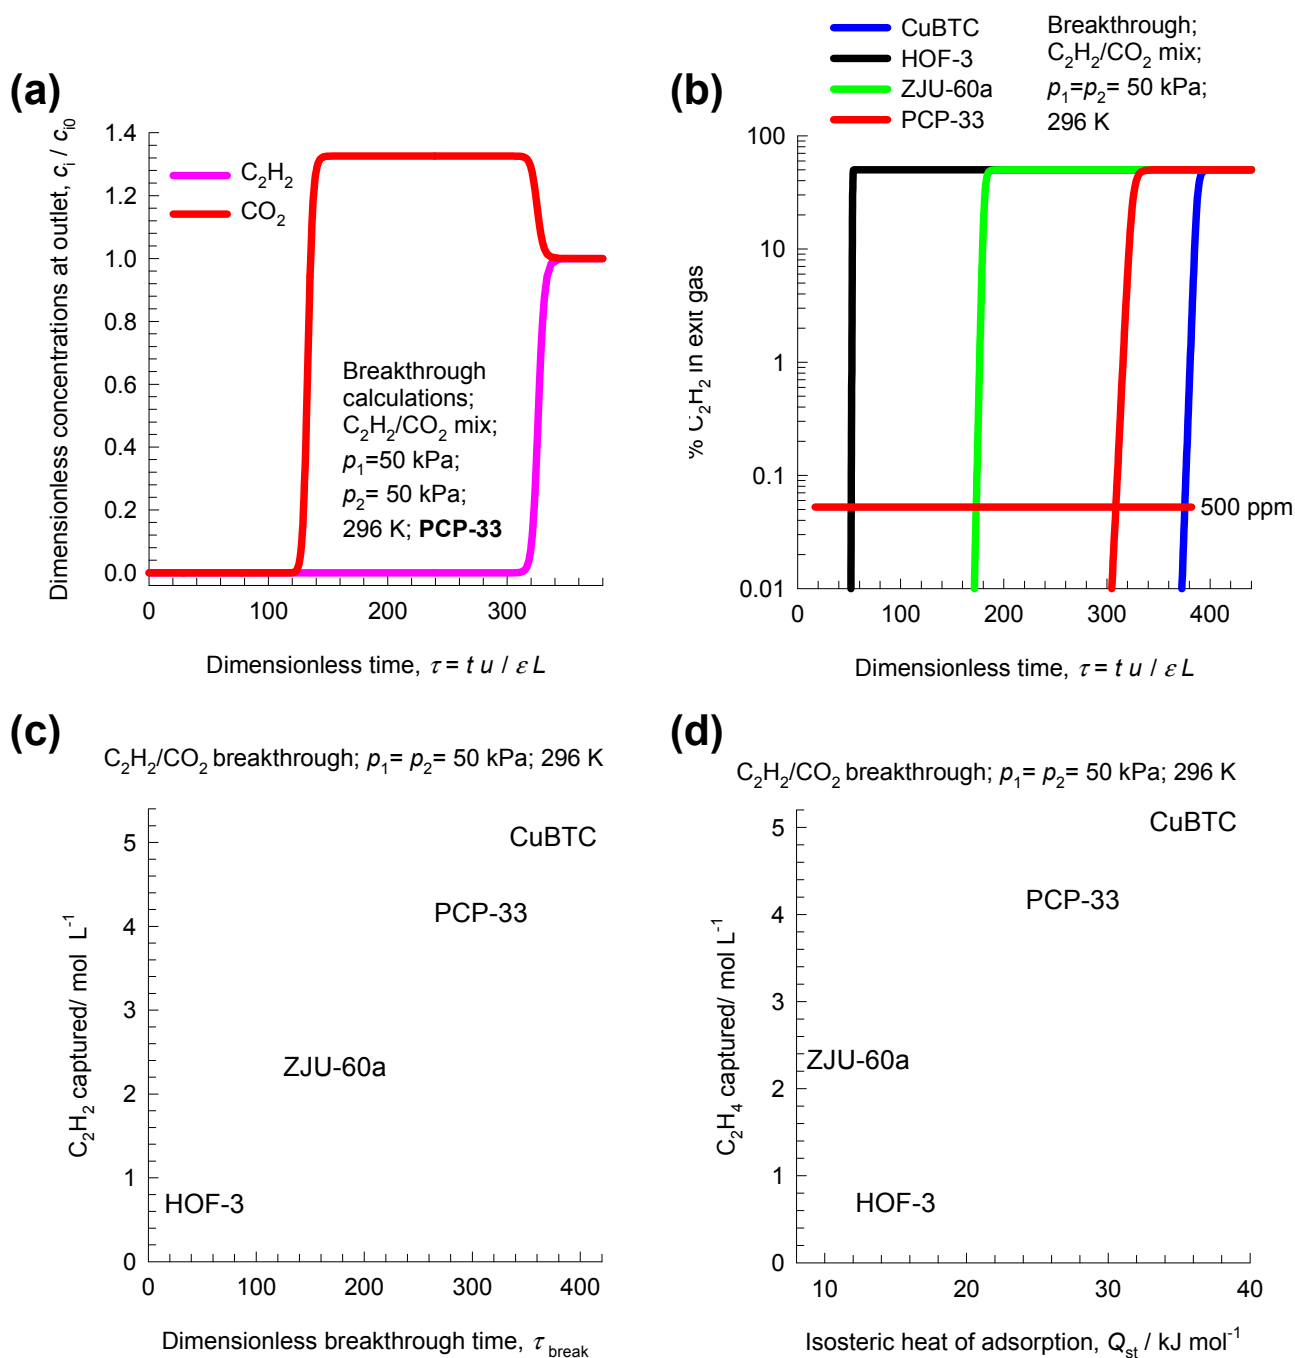 (a)
Dimensionless concentrations at outlet, c_i / c_i0
1.4
1.2
1.0
0.8
0.6
0.4
0.2
0.0
C₂H₂
CO₂
Breakthrough
calculations;
C₂H₂/CO₂ mix;
p₁=50 kPa;
p₂= 50 kPa;
296 K; PCP-33
0 100 200 300
Dimensionless time, τ = t u / ε L
(b)
CuBTC
HOF-3
ZJU-60a
PCP-33
Breakthrough;
C₂H₂/CO₂ mix;
p₁=p₂= 50 kPa;
296 K
% C₂H₂ in exit gas
100
10
1
0.1
0.01
500 ppm
0 100 200 300 400
Dimensionless time, τ = t u / ε L
(c)
C₂H₂/CO₂ breakthrough; p₁= p₂= 50 kPa; 296 K
C₂H₂ captured/ mol L⁻¹
5
4
3
2
1
0
CuBTC
PCP-33
ZJU-60a
HOF-3
0 100 200 300 400
Dimensionless breakthrough time, τ_break
(d)
C₂H₂/CO₂ breakthrough; p₁= p₂= 50 kPa; 296 K
C₂H₄ captured/ mol L⁻¹
5
4
3
2
1
0
CuBTC
PCP-33
ZJU-60a
HOF-3
10 20 30 40
Isosteric heat of adsorption, Q_st / kJ mol⁻¹